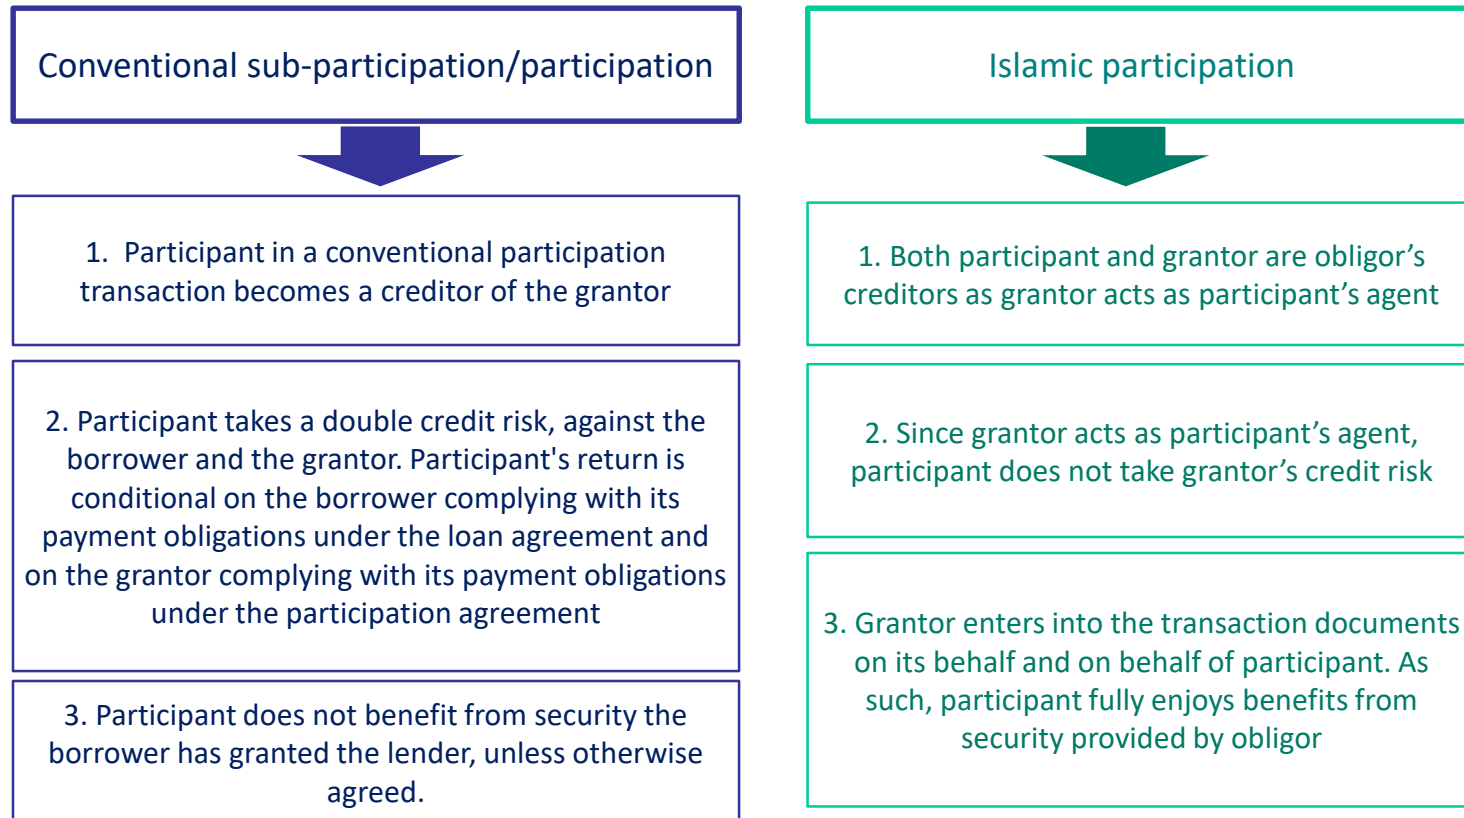 Conventional sub-participation/participation
1. Participant in a conventional participation
transaction becomes a creditor of the grantor
2. Participant takes a double credit risk, against the
borrower and the grantor. Participant's return is
conditional on the borrower complying with its
payment obligations under the loan agreement and
on the grantor complying with its payment obligations
under the participation agreement
3. Participant does not benefit from security the
borrower has granted the lender, unless otherwise
agreed.
Islamic participation
1. Both participant and grantor are obligor’s
creditors as grantor acts as participant’s agent
2. Since grantor acts as participant’s agent,
participant does not take grantor’s credit risk
3. Grantor enters into the transaction documents
on its behalf and on behalf of participant. As
such, participant fully enjoys benefits from
security provided by obligor